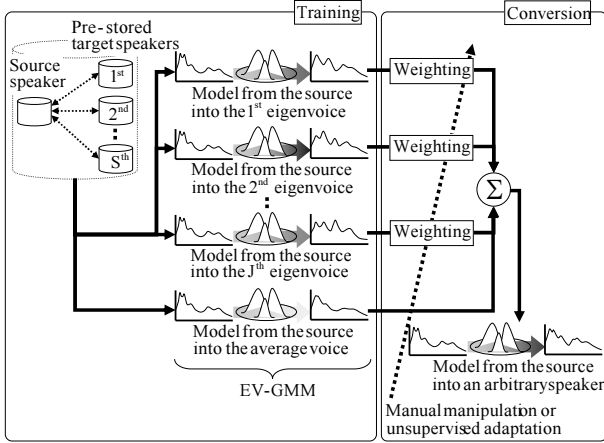 Training
Conversion
Pre-stored
target speakers
Source
speaker
1st
2nd
Sth
Model from the source
into the 1st eigenvoice
Model from the source
into the 2nd eigenvoice
Model from the source
into the Jth eigenvoice
Model from the source
into the average voice
EV-GMM
Weighting
Weighting
Weighting
Σ
Model from the source
into an arbitrary speaker
Manual manipulation or
unsupervised adaptation